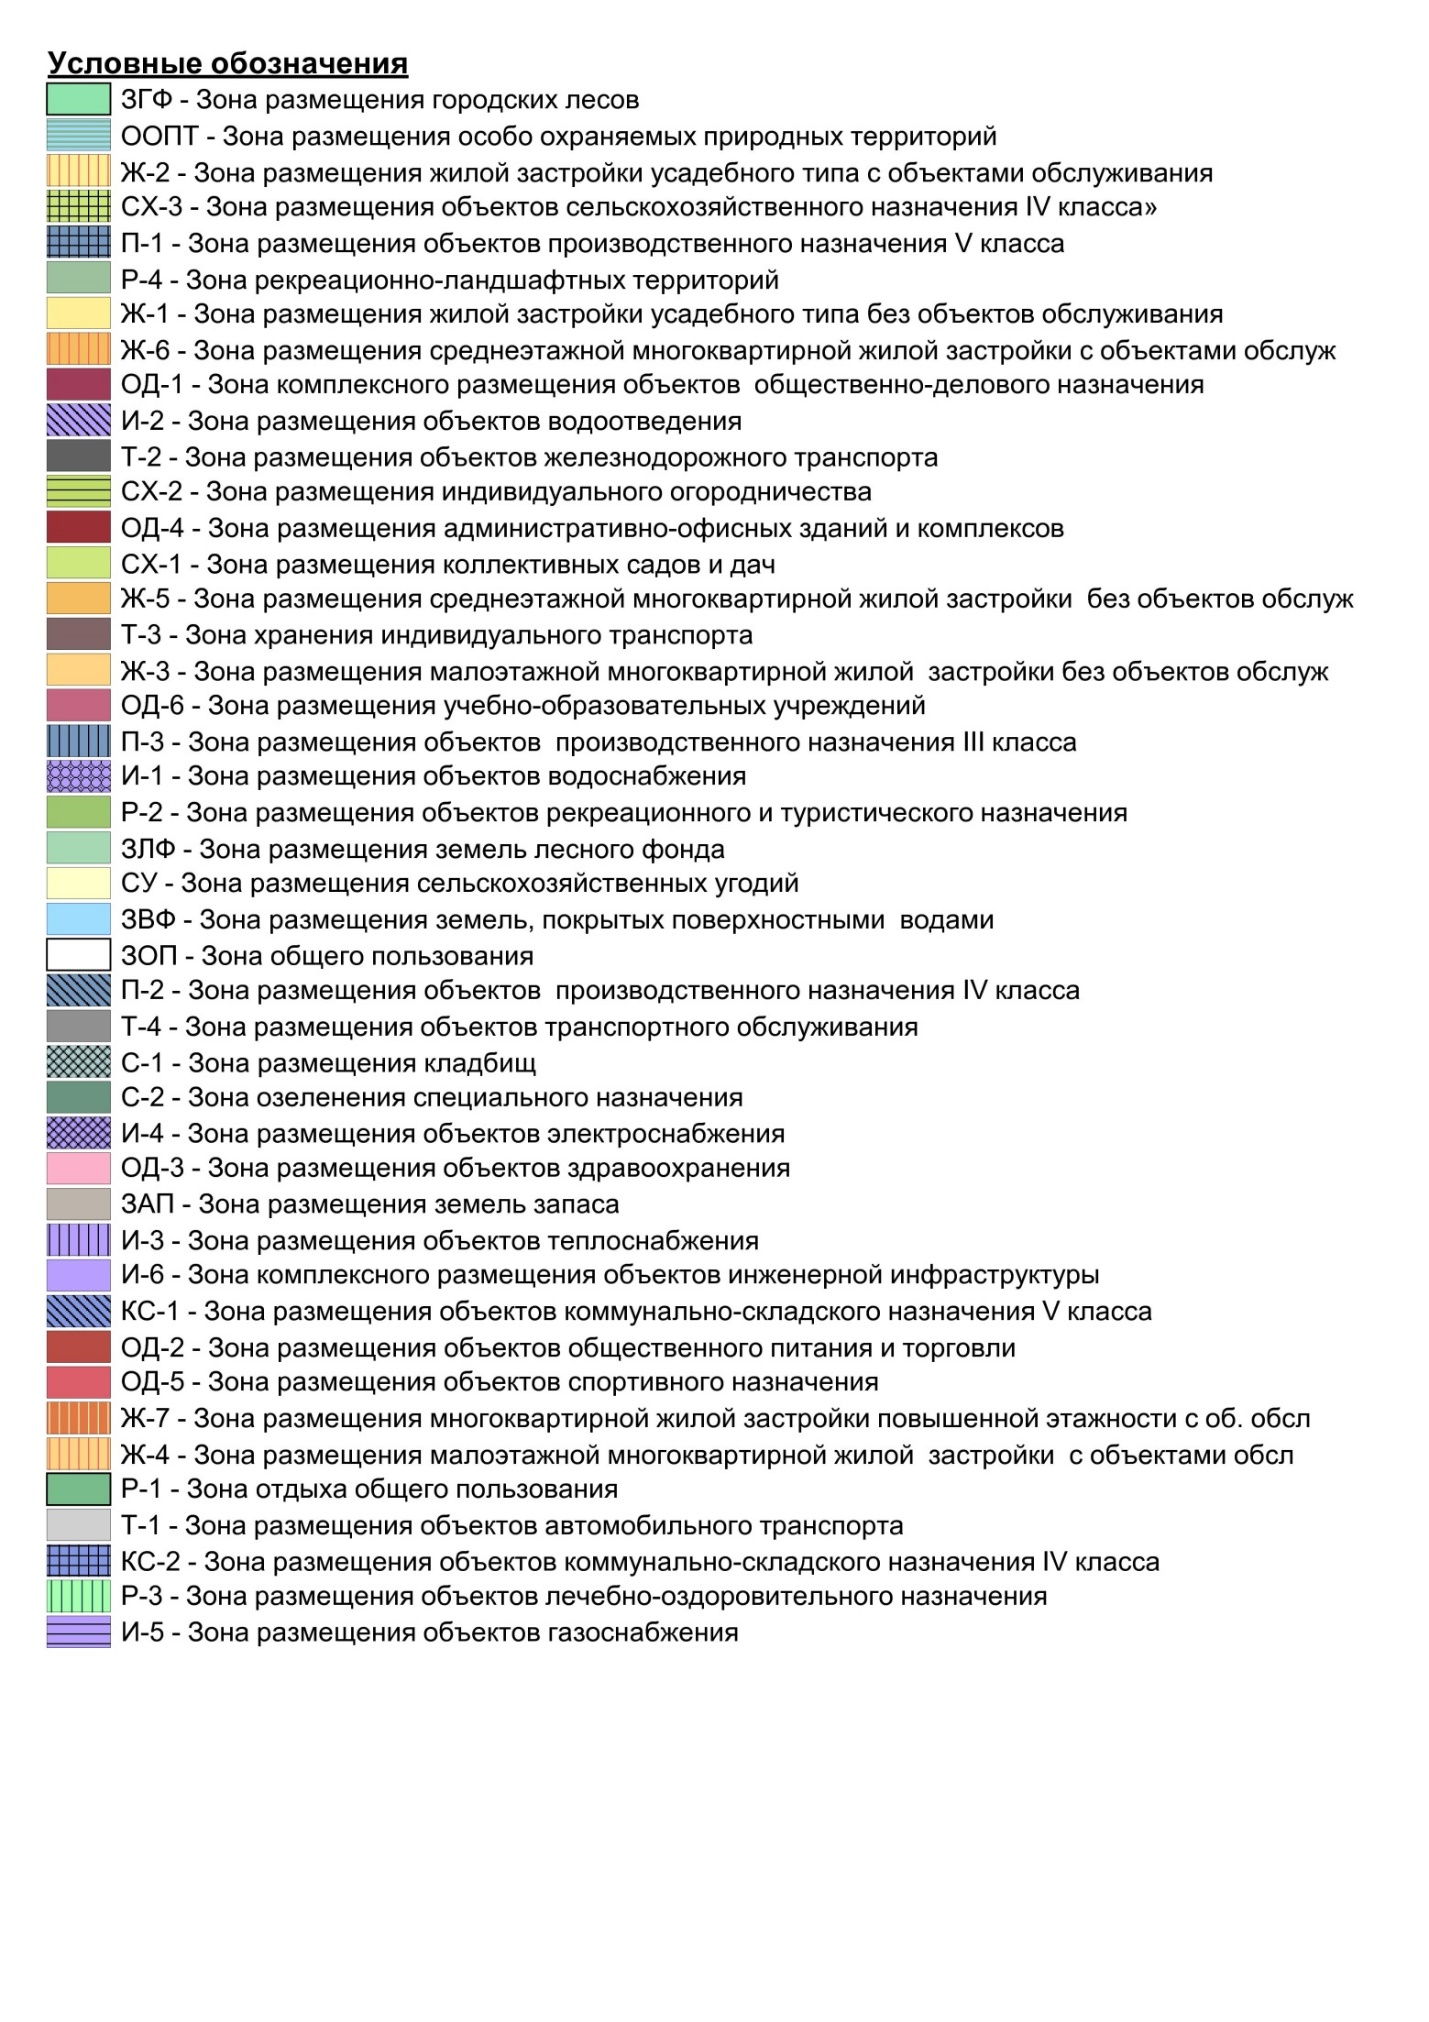 Условные обозначения
ЗГФ - Зона размещения городских лесов
ООПТ - Зона размещения особо охраняемых природных территорий
Ж-2 - Зона размещения жилой застройки усадебного типа с объектами обслуживания
СХ-3 - Зона размещения объектов сельскохозяйственного назначения IV класса»
П-1 - Зона размещения объектов производственного назначения V класса
Р-4 - Зона рекреационно-ландшафтных территорий
Ж-1 - Зона размещения жилой застройки усадебного типа без объектов обслуживания
Ж-6 - Зона размещения среднеэтажной многоквартирной жилой застройки с объектами обслуж
ОД-1 - Зона комплексного размещения объектов  общественно-делового назначения
И-2 - Зона размещения объектов водоотведения
Т-2 - Зона размещения объектов железнодорожного транспорта
СХ-2 - Зона размещения индивидуального огородничества
ОД-4 - Зона размещения административно-офисных зданий и комплексов
СХ-1 - Зона размещения коллективных садов и дач
Ж-5 - Зона размещения среднеэтажной многоквартирной жилой застройки  без объектов обслуж
Т-3 - Зона хранения индивидуального транспорта
Ж-3 - Зона размещения малоэтажной многоквартирной жилой  застройки без объектов обслуж
ОД-6 - Зона размещения учебно-образовательных учреждений
П-3 - Зона размещения объектов  производственного назначения III класса
И-1 - Зона размещения объектов водоснабжения
Р-2 - Зона размещения объектов рекреационного и туристического назначения
ЗЛФ - Зона размещения земель лесного фонда
СУ - Зона размещения сельскохозяйственных угодий
ЗВФ - Зона размещения земель, покрытых поверхностными  водами
ЗОП - Зона общего пользования
П-2 - Зона размещения объектов  производственного назначения IV класса
Т-4 - Зона размещения объектов транспортного обслуживания
С-1 - Зона размещения кладбищ
С-2 - Зона озеленения специального назначения
И-4 - Зона размещения объектов электроснабжения
ОД-3 - Зона размещения объектов здравоохранения
ЗАП - Зона размещения земель запаса
И-3 - Зона размещения объектов теплоснабжения
И-6 - Зона комплексного размещения объектов инженерной инфраструктуры
КС-1 - Зона размещения объектов коммунально-складского назначения V класса
ОД-2 - Зона размещения объектов общественного питания и торговли
ОД-5 - Зона размещения объектов спортивного назначения
Ж-7 - Зона размещения многоквартирной жилой застройки повышенной этажности с об. обсл
Ж-4 - Зона размещения малоэтажной многоквартирной жилой  застройки  с объектами обсл
Р-1 - Зона отдыха общего пользования
Т-1 - Зона размещения объектов автомобильного транспорта
КС-2 - Зона размещения объектов коммунально-складского назначения IV класса
Р-3 - Зона размещения объектов лечебно-оздоровительного назначения
И-5 - Зона размещения объектов газоснабжения